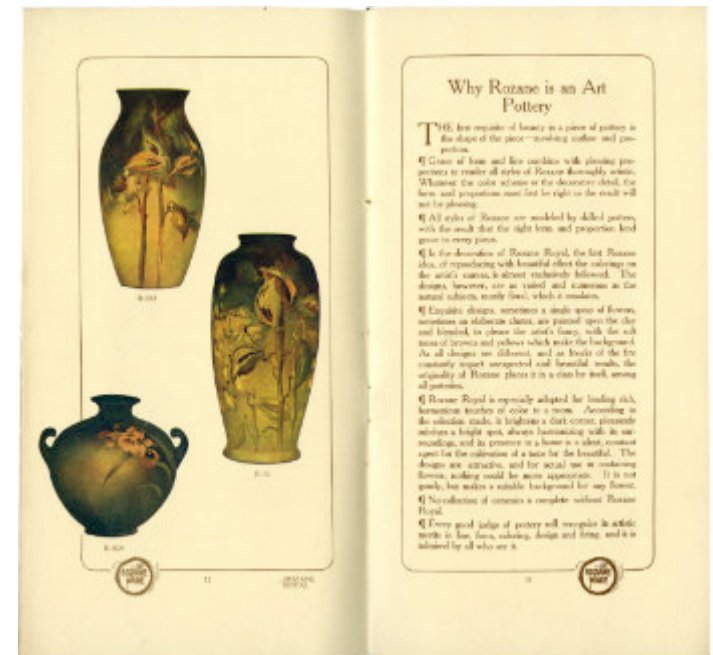 ROZANE
WARE
12
ROZANE
ROYAL
Why Rozane is an Art
Pottery
THE first requisite of beauty in a piece of pottery is
the shape of the piece—involving outline and pro-
portion.
¶ Grace of form and line combine with pleasing pro-
portions to render all styles of Rozane thoroughly artistic.
Whatever the color scheme or the decorative detail, the
form and proportions must first be right or the result will
not be pleasing.
¶ All styles of Rozane are modeled by skilled potters,
with the result that the right form and proportion lend
grace to every piece.
¶ In the decoration of Rozane Royal, the first Rozane
idea, of reproducing with beautiful effect the colorings on
the artist's canvas, is almost exclusively followed. The
designs, however, are as varied and numerous as the
natural subjects, mostly floral, which it emulates.
¶ Exquisite designs, sometimes a single spray of flowers,
sometimes an elaborate cluster, are painted upon the clay
and blended, to please the artist's fancy, with the soft
tones of browns and yellows which make the background.
As all designs are different, and as freaks of the fire
constantly impart unexpected and beautiful results, the
originality of Rozane places it in a class by itself, among
all potteries.
¶ Rozane Royal is especially adapted for lending rich,
harmonious touches of color to a room. According to
the selection made, it brightens a dark corner, pleasantly
subdues a bright spot, always harmonizing with its sur-
roundings, and its presence in a home is a silent, constant
agent for the cultivation of a taste for the beautiful. The
designs are attractive, and for actual use in containing
flowers, nothing could be more appropriate. It is not
gaudy, but makes a suitable background for any flower.
¶ No collection of ceramics is complete without Rozane
Royal.
¶ Every good judge of pottery will recognize its artistic
merits in line, form, coloring, design and firing, and it is
admired by all who see it.
ROZANE
WARE